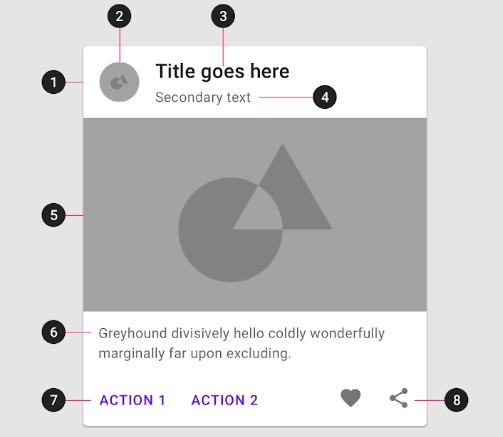 2
3
1
Title goes here
Secondary text
4
5
6
Greyhound divisively hello coldly wonderfully
marginally far upon excluding.
7
ACTION 1
ACTION 2
8